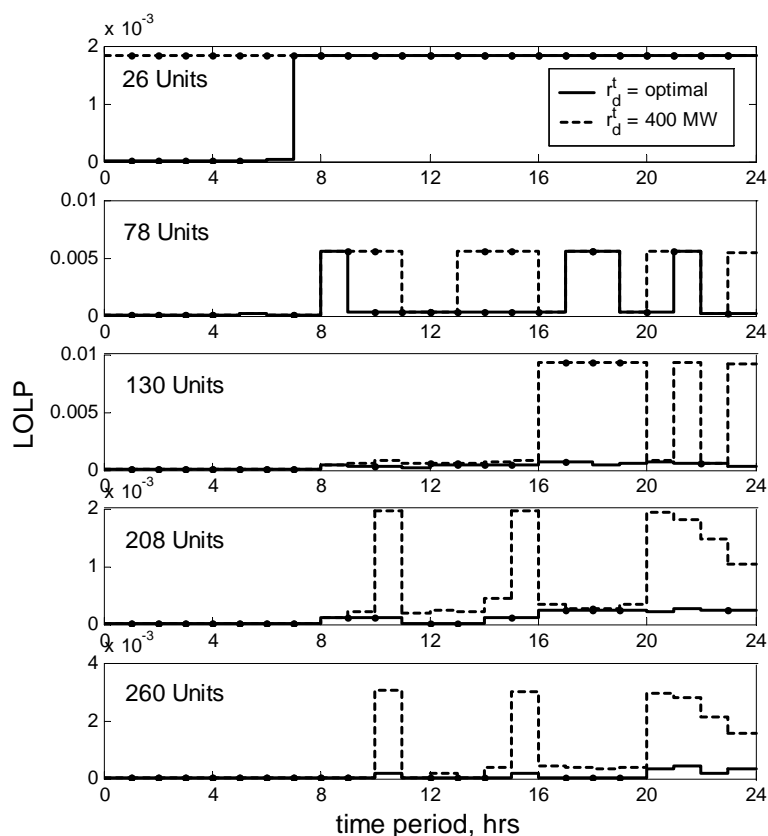 x 10^-3
2
1
0
26 Units
r_d^t = optimal
r_d^t = 400 MW
0 4 8 12 16 20 24
0.01
0.005
0
78 Units
0 4 8 12 16 20 24
0.01
0.005
0
130 Units
0 4 8 12 16 20 24
LOLP
x 10^-3
2
1
0
208 Units
0 4 8 12 16 20 24
x 10^-3
4
2
0
260 Units
0 4 8 12 16 20 24
time period, hrs